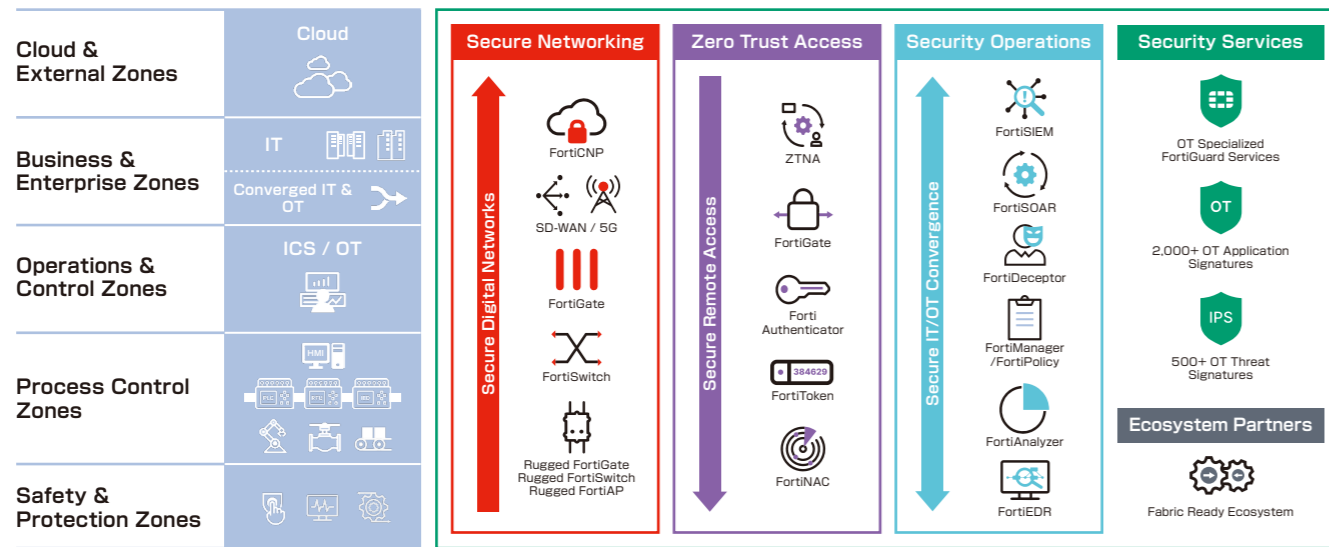 Cloud &
External Zones
Business &
Enterprise Zones
Operations &
Control Zones
Process Control
Zones
Safety &
Protection Zones
Cloud
IT
Converged IT &
OT
ICS / OT
HMI
PLC
RTU
IED
Secure Networking
Secure Digital Networks
FortiCNP
SD-WAN / 5G
FortiGate
FortiSwitch
Rugged FortiGate
Rugged FortiSwitch
Rugged FortiAP
Zero Trust Access
Secure Remote Access
ZTNA
FortiGate
Forti
Authenticator
384629
FortiToken
FortiNAC
Security Operations
Secure IT/OT Convergence
FortiSIEM
FortiSOAR
FortiDeceptor
FortiManager
/FortiPolicy
FortiAnalyzer
FortiEDR
Security Services
OT Specialized
FortiGuard Services
OT
2,000+ OT Application
Signatures
IPS
500+ OT Threat
Signatures
Ecosystem Partners
Fabric Ready Ecosystem